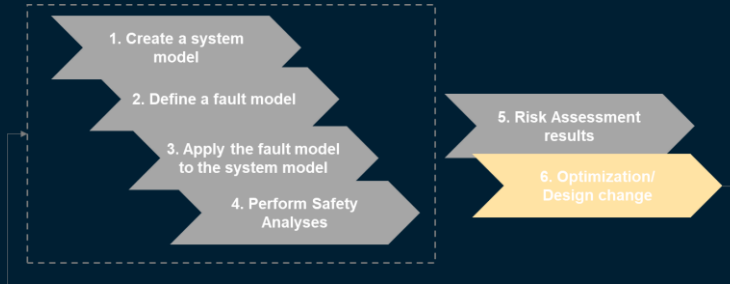 1. Create a system
model
2. Define a fault model
3. Apply the fault model
to the system model
4. Perform Safety
Analyses
5. Risk Assessment
results
6. Optimization/
Design change